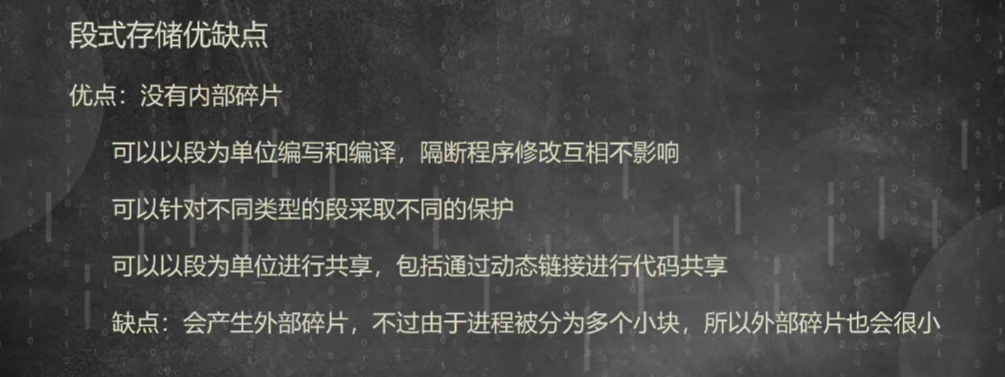 段式存储优缺点
优点：没有内部碎片
可以以段为单位编写和编译，隔断程序修改互相不影响
可以针对不同类型的段采取不同的保护
可以以段为单位进行共享，包括通过动态链接进行代码共享
缺点：会产生外部碎片，不过由于进程被分为多个小块，所以外部碎片也会很小